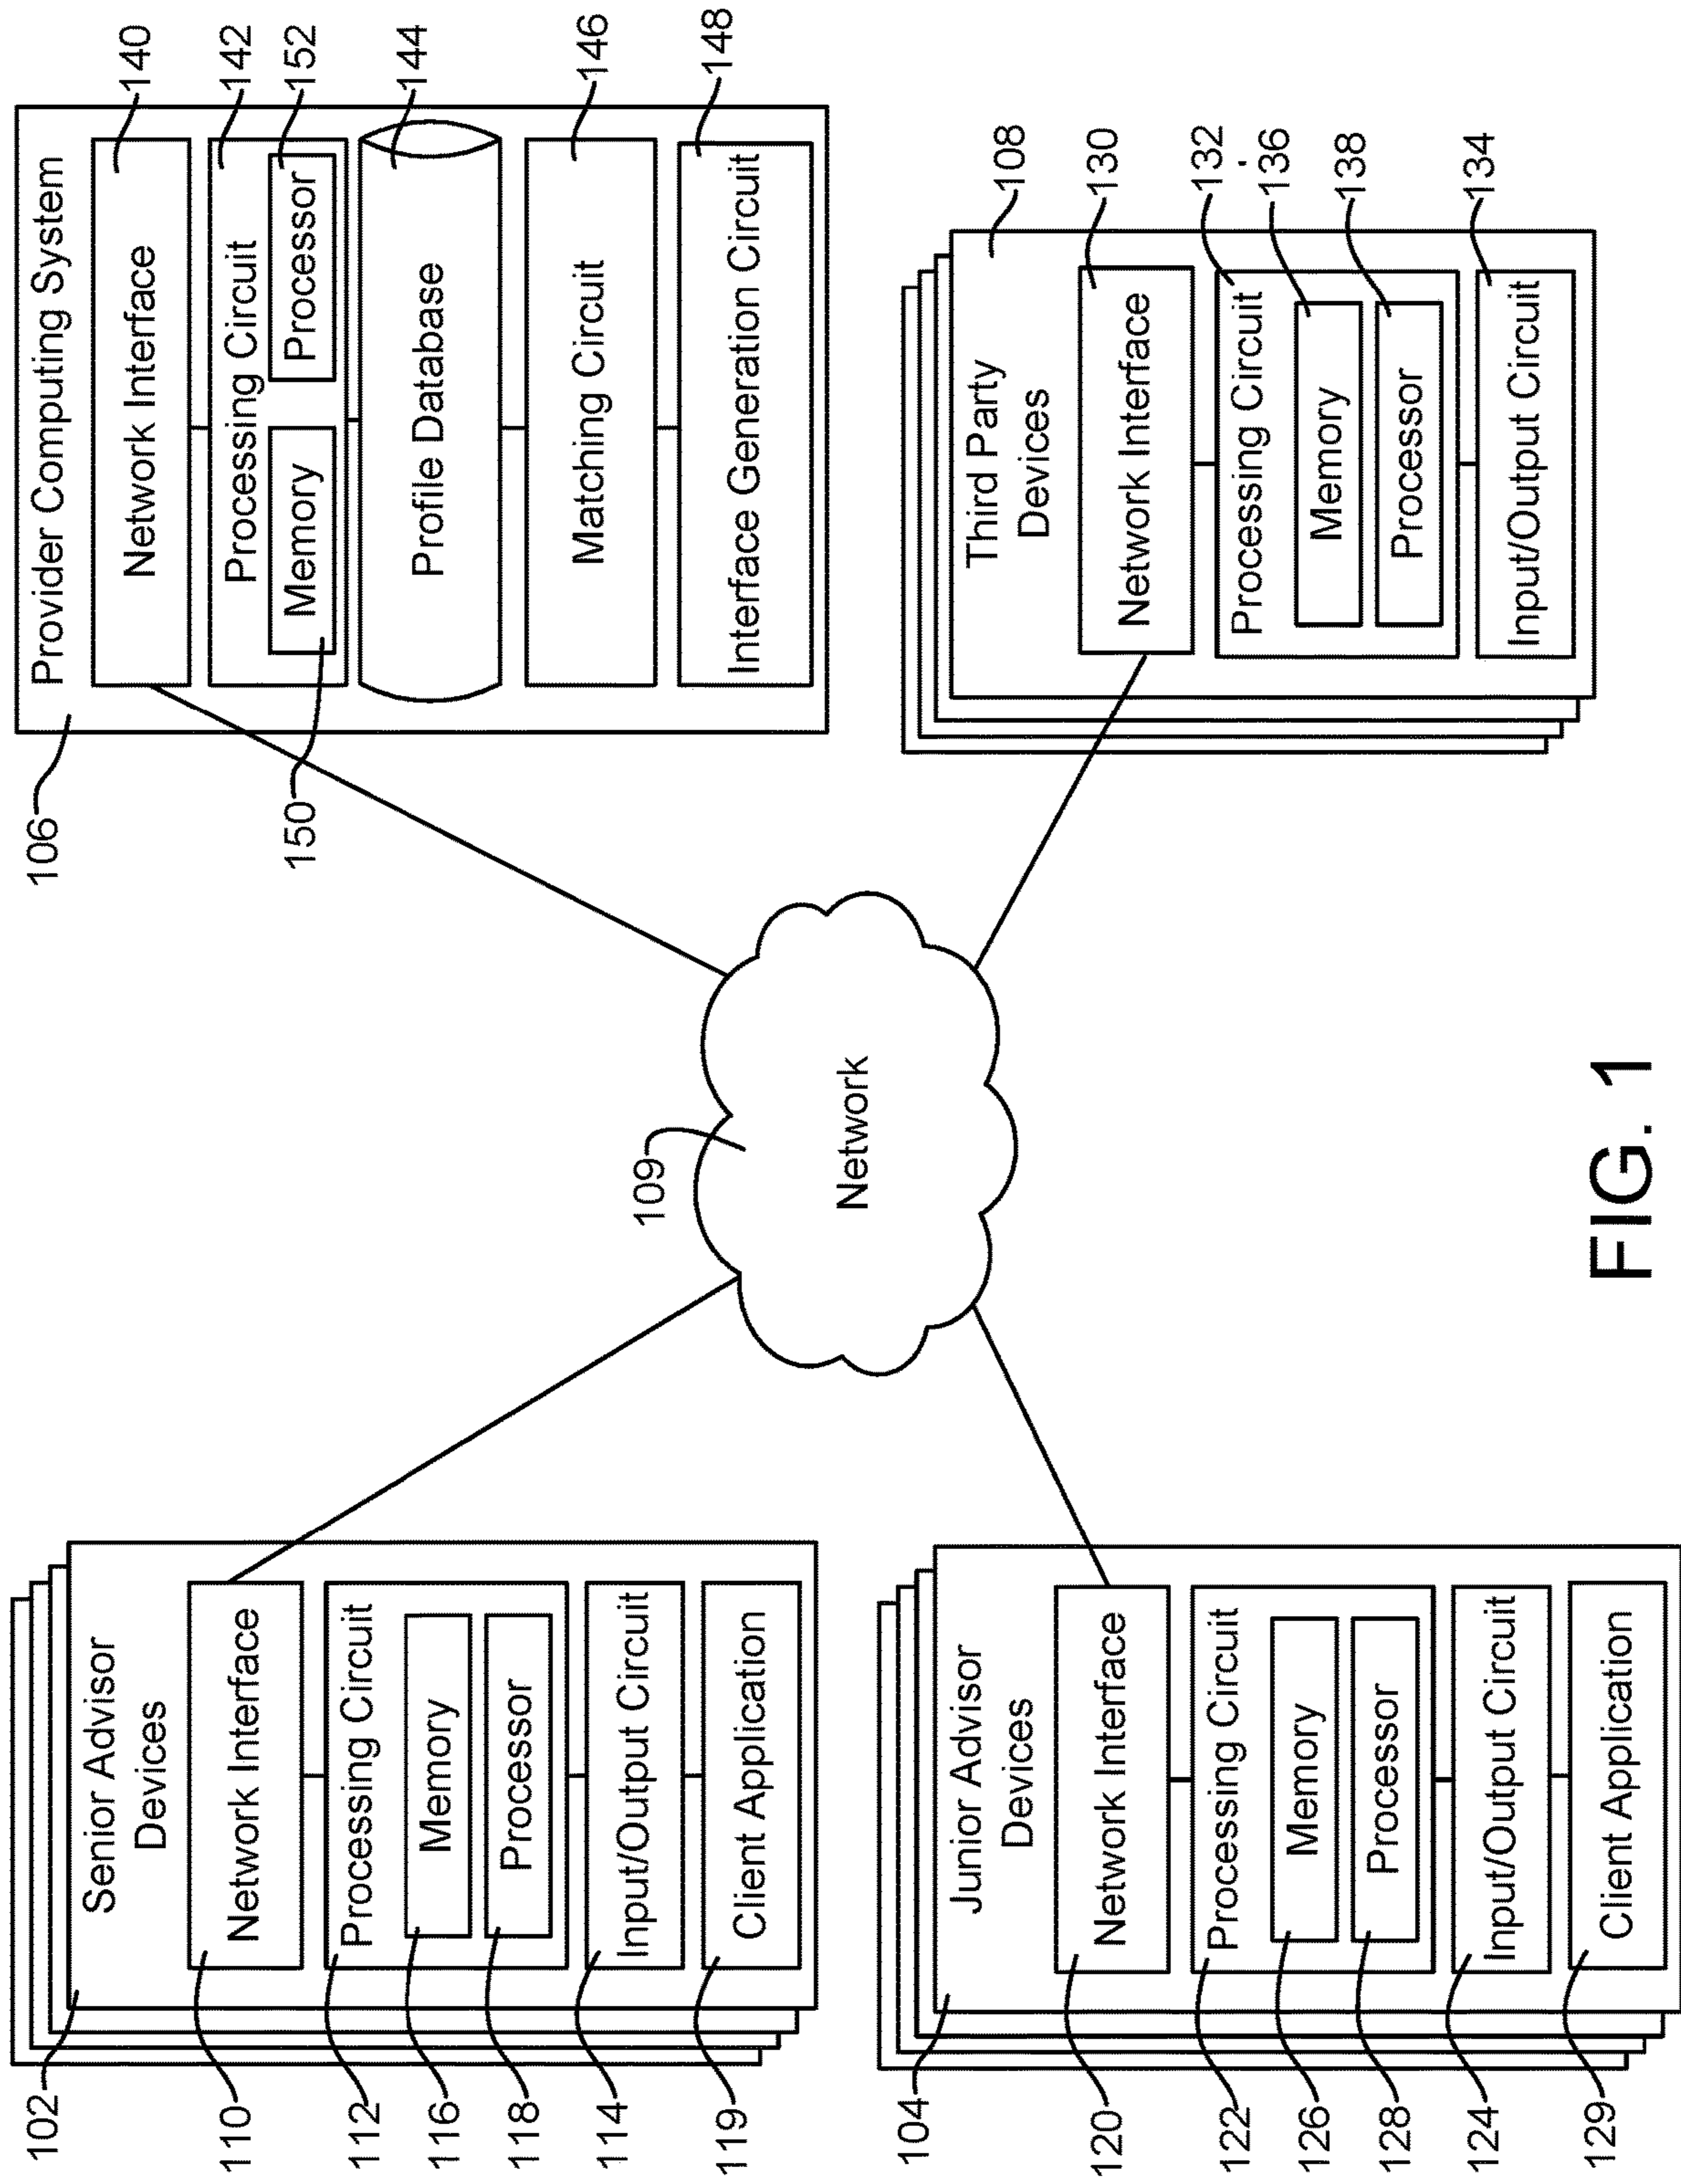 Senior Advisor
Devices
102
Network Interface
110
Processing Circuit
112
Memory
116
Processor
118
Input/Output Circuit
114
Client Application
119
Provider Computing System
106
Network Interface
140
Processing Circuit
142
Memory
150
Processor
152
Profile Database
144
Matching Circuit
146
Interface Generation Circuit
148
109
Network
Junior Advisor
Devices
104
Network Interface
120
Processing Circuit
122
Memory
126
Processor
128
Input/Output Circuit
124
Client Application
129
Third Party
Devices
108
Network Interface
130
Processing Circuit
132
Memory
136
Processor
138
Input/Output Circuit
134
FIG. 1